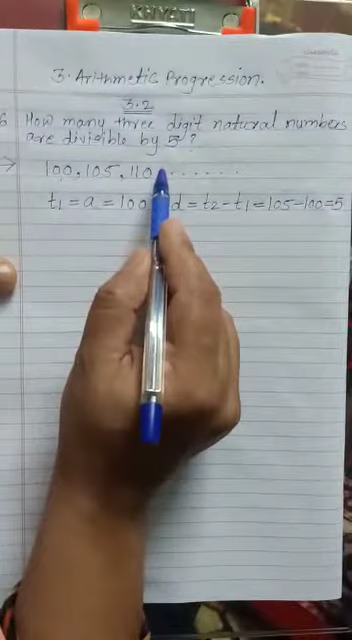 KHYATI
3. Arithmetic Progression.
3.2
6 How many three digit natural numbers
are divisible by 5?
→ 100, 105, 110 .......
t1 = a = 100 d = t2 - t1 = 105 - 100 = 5